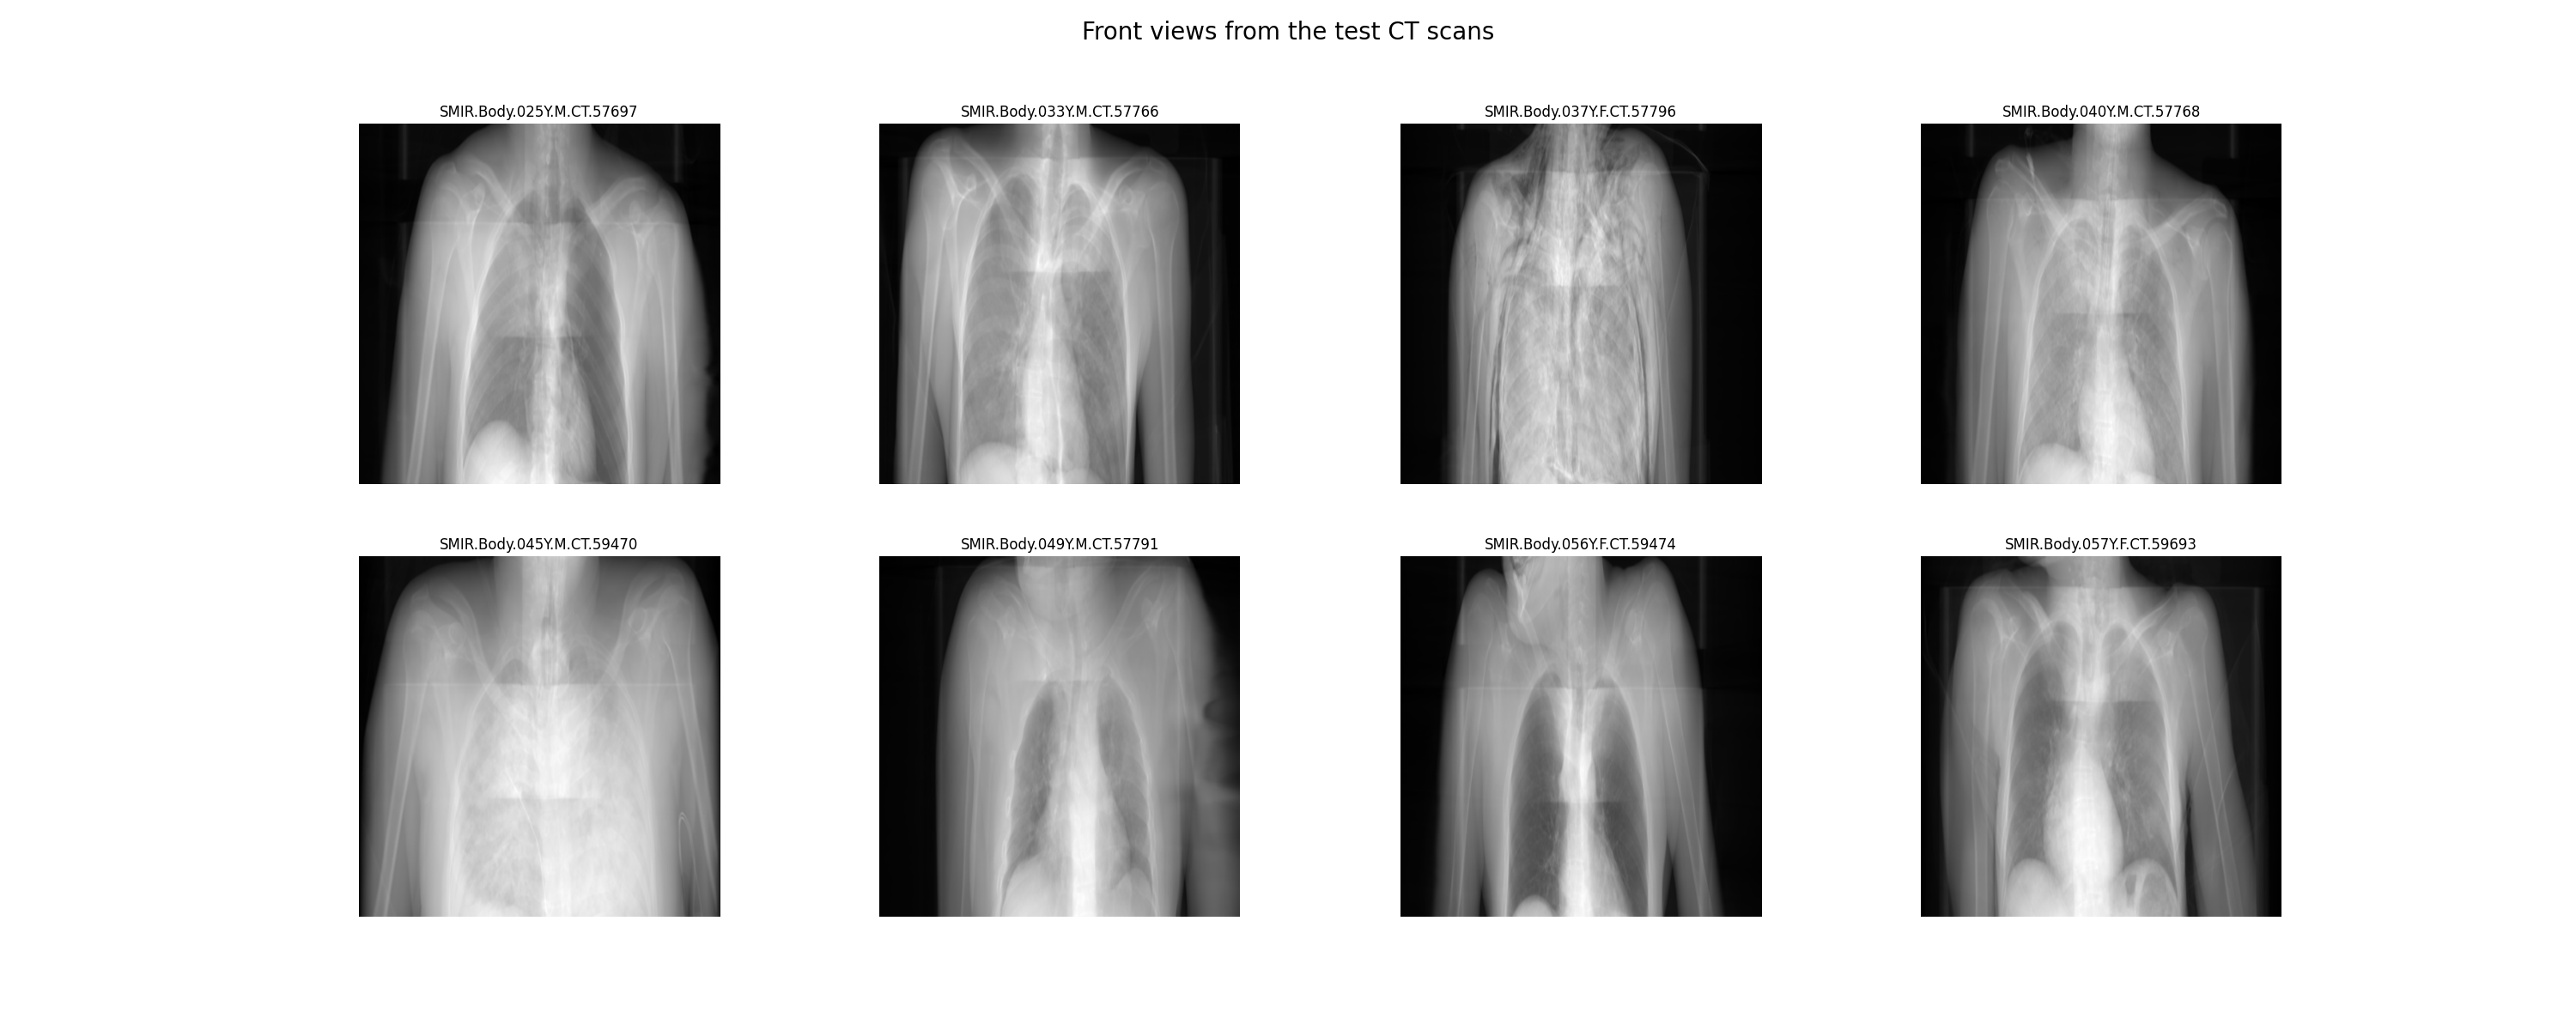 Front views from the test CT scans
SMIR.Body.025Y.M.CT.57697
SMIR.Body.033Y.M.CT.57766
SMIR.Body.037Y.F.CT.57796
SMIR.Body.040Y.M.CT.57768
SMIR.Body.045Y.M.CT.59470
SMIR.Body.049Y.M.CT.57791
SMIR.Body.056Y.F.CT.59474
SMIR.Body.057Y.F.CT.59693